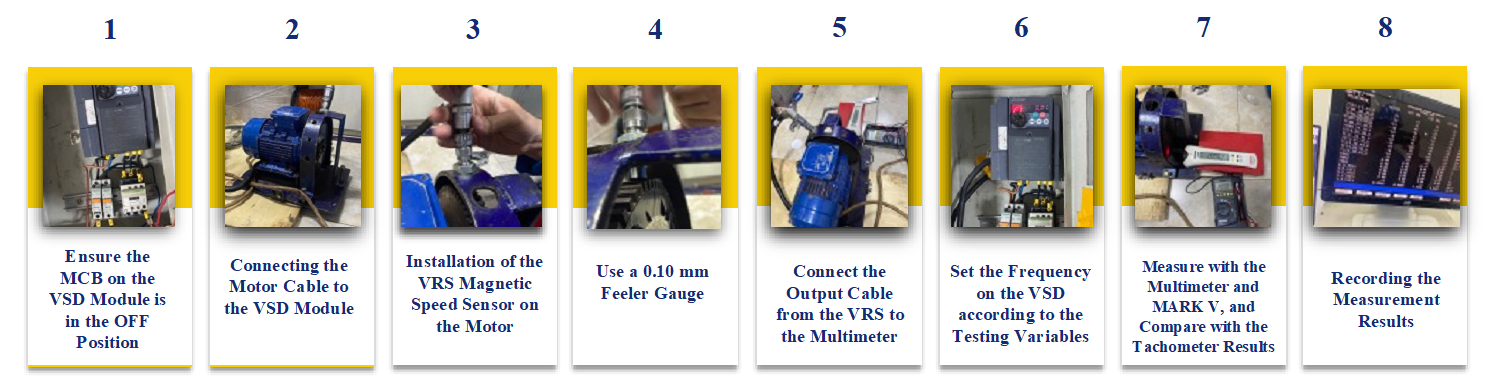 1
2
3
4
5
6
7
8
Ensure the
MCB on the
VSD Module is
in the OFF
Position
Connecting the
Motor Cable to
the VSD Module
Installation of the
VRS Magnetic
Speed Sensor on
the Motor
Use a 0.10 mm
Feeler Gauge
Connect the
Output Cable
from the VRS to
the Multimeter
Set the Frequency
on the VSD
according to the
Testing Variables
Measure with the
Multimeter and
MARK V, and
Compare with the
Tachometer Results
Recording the
Measurement
Results